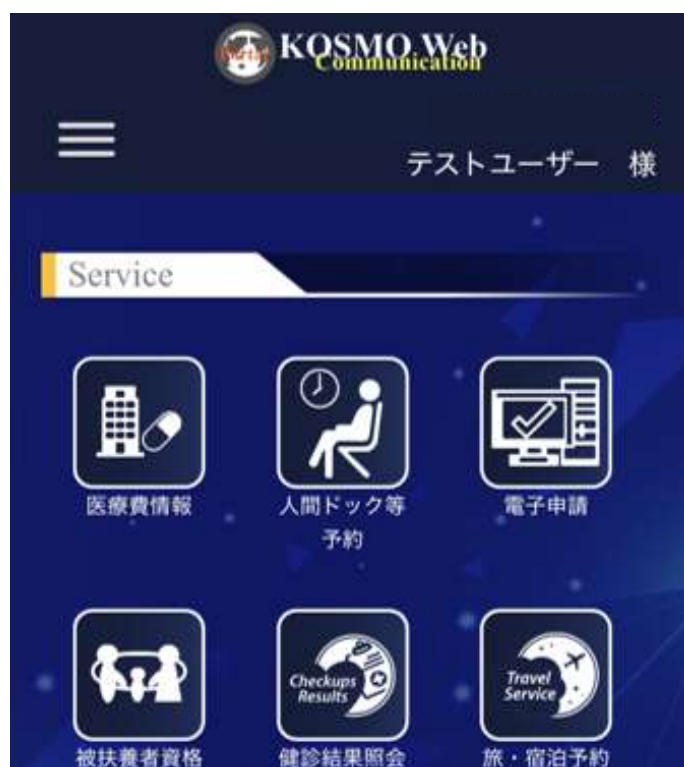 Portal
KOSMO Web
Communication
テストユーザー 様
Service
医療費情報
人間ドック等
予約
電子申請
Checkups
Results
Travel
Service
被扶養者資格
健診結果照会
旅・宿泊予約